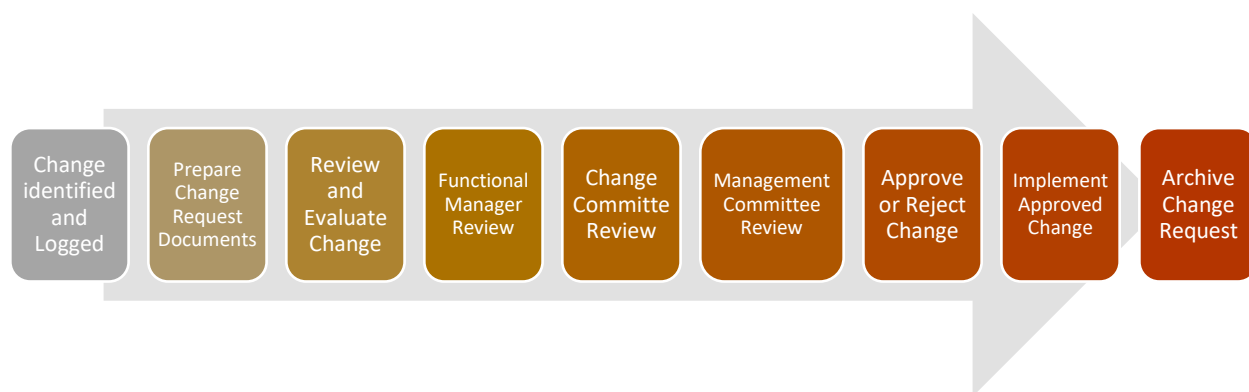 Change
identified
and
Logged
Prepare
Change
Request
Documents
Review
and
Evaluate
Change
Functional
Manager
Review
Change
Committe
Review
Management
Committee
Review
Approve
or Reject
Change
Implement
Approved
Change
Archive
Change
Request